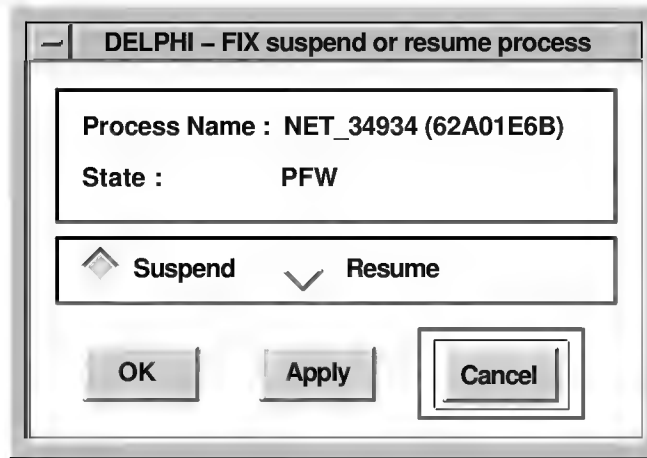 DELPHI – FIX suspend or resume process
Process Name : NET_34934 (62A01E6B)
State : PFW
Suspend Resume
OK Apply Cancel